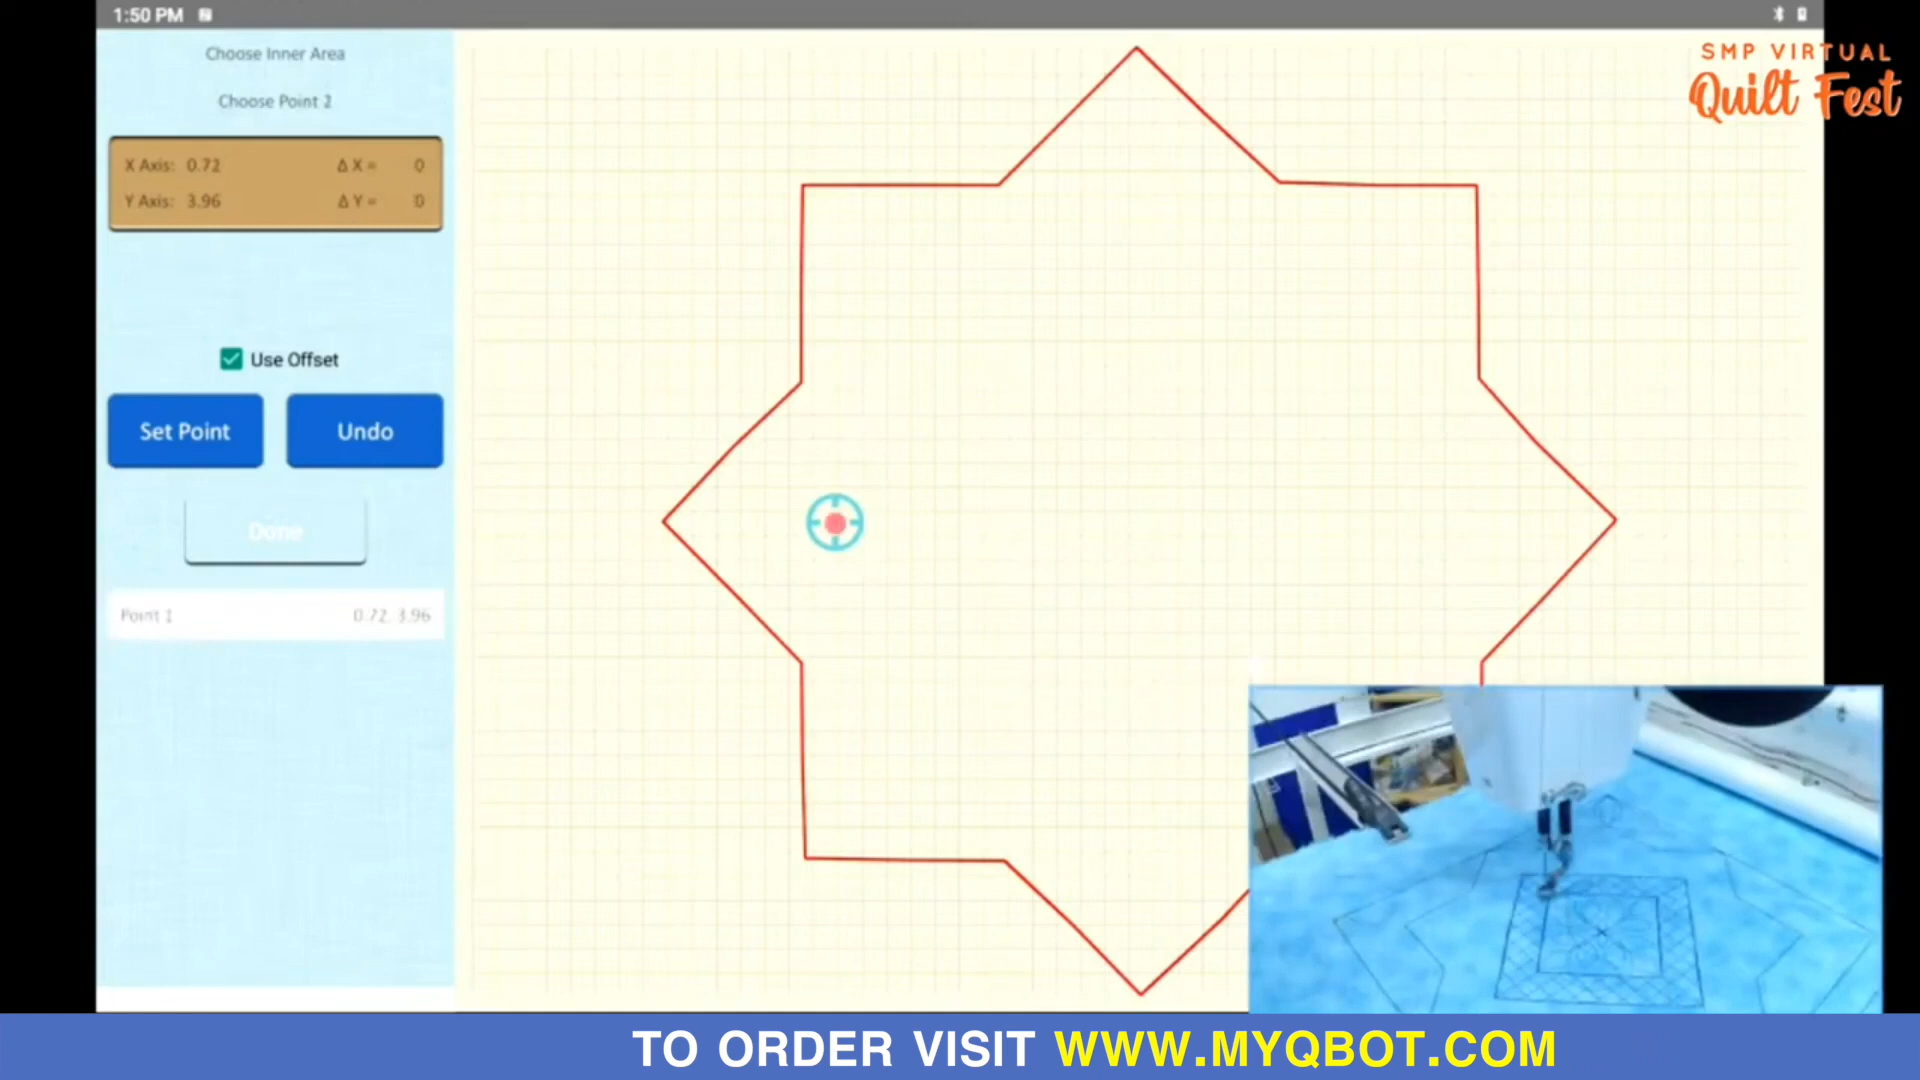 1:50 PM
Choose Inner Area
Choose Point 2
X Axis: 0.72 Δ X = 0
Y Axis: 3.96 Δ Y = 0
Use Offset
Set Point Undo
Done
Point 1 0.72, 3.96
SMP VIRTUAL
Quilt Fest
TO ORDER VISIT WWW.MYQBOT.COM